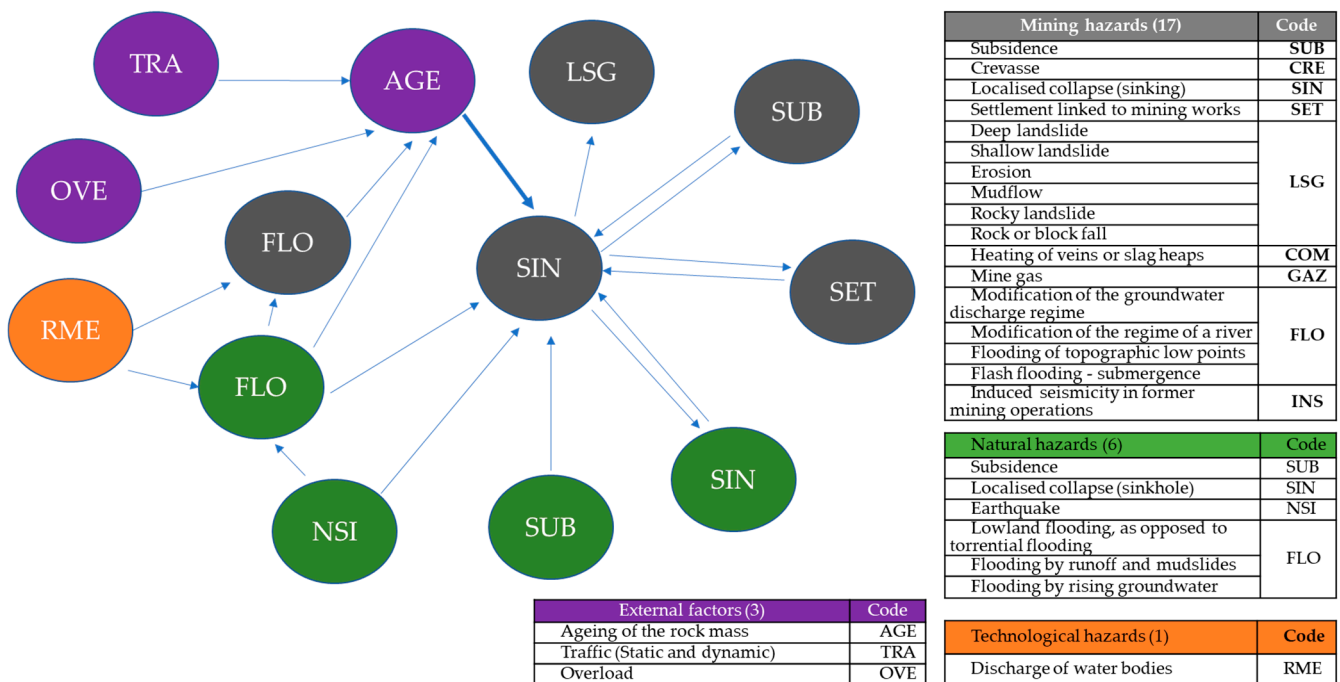 TRA
AGE
LSG
SUB
OVE
FLO
SIN
SET
RME
FLO
NSI
SUB
SIN
Mining hazards (17) Code
Subsidence SUB
Crevasse CRE
Localised collapse (sinking) SIN
Settlement linked to mining works SET
Deep landslide
Shallow landslide
Erosion
Mudflow
LSG
Rocky landslide
Rock or block fall
Heating of veins or slag heaps COM
Mine gas GAZ
Modification of the groundwater
discharge regime
Modification of the regime of a river
FLO
Flooding of topographic low points
Flash flooding - submergence
Induced seismicity in former
mining operations
INS
Natural hazards (6) Code
Subsidence SUB
Localised collapse (sinkhole) SIN
Earthquake NSI
Lowland flooding, as opposed to
torrential flooding
FLO
Flooding by runoff and mudslides
Flooding by rising groundwater
External factors (3) Code
Ageing of the rock mass AGE
Traffic (Static and dynamic) TRA
Overload OVE
Technological hazards (1) Code
Discharge of water bodies RME